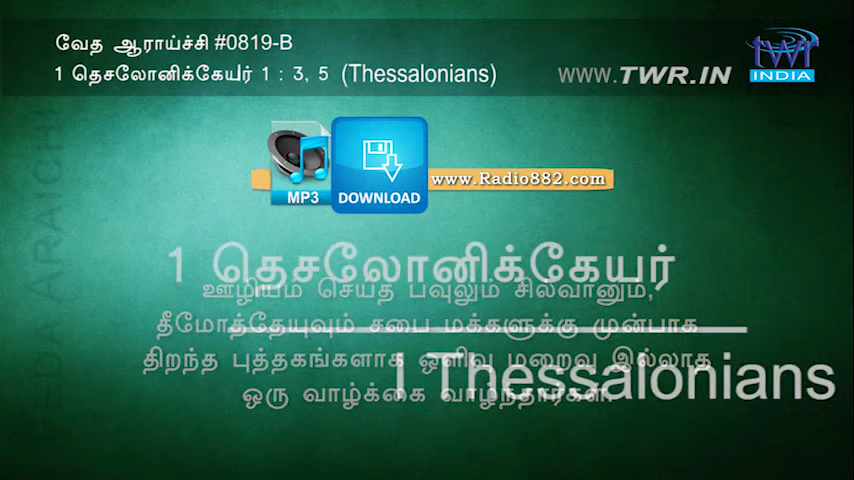 வேத ஆராய்ச்சி #0819-B
1 தெசலோனிக்கேயர் 1 : 3, 5 (Thessalonians)
www.TWR.IN
twr
INDIA
MP3
DOWNLOAD
www.Radio882.com
1 தெசலோனிக்கேயர்
ஊழியம் செய்த பவுலும் சில்வானும்,
தீமோத்தேயுவும் சபை மக்களுக்கு முன்பாக
திறந்த புத்தகங்களாக ஒளிவு மறைவு இல்லாத
I Thessalonians
ஒரு வாழ்க்கை வாழ்ந்தார்கள்.
VEDA ARAICHI